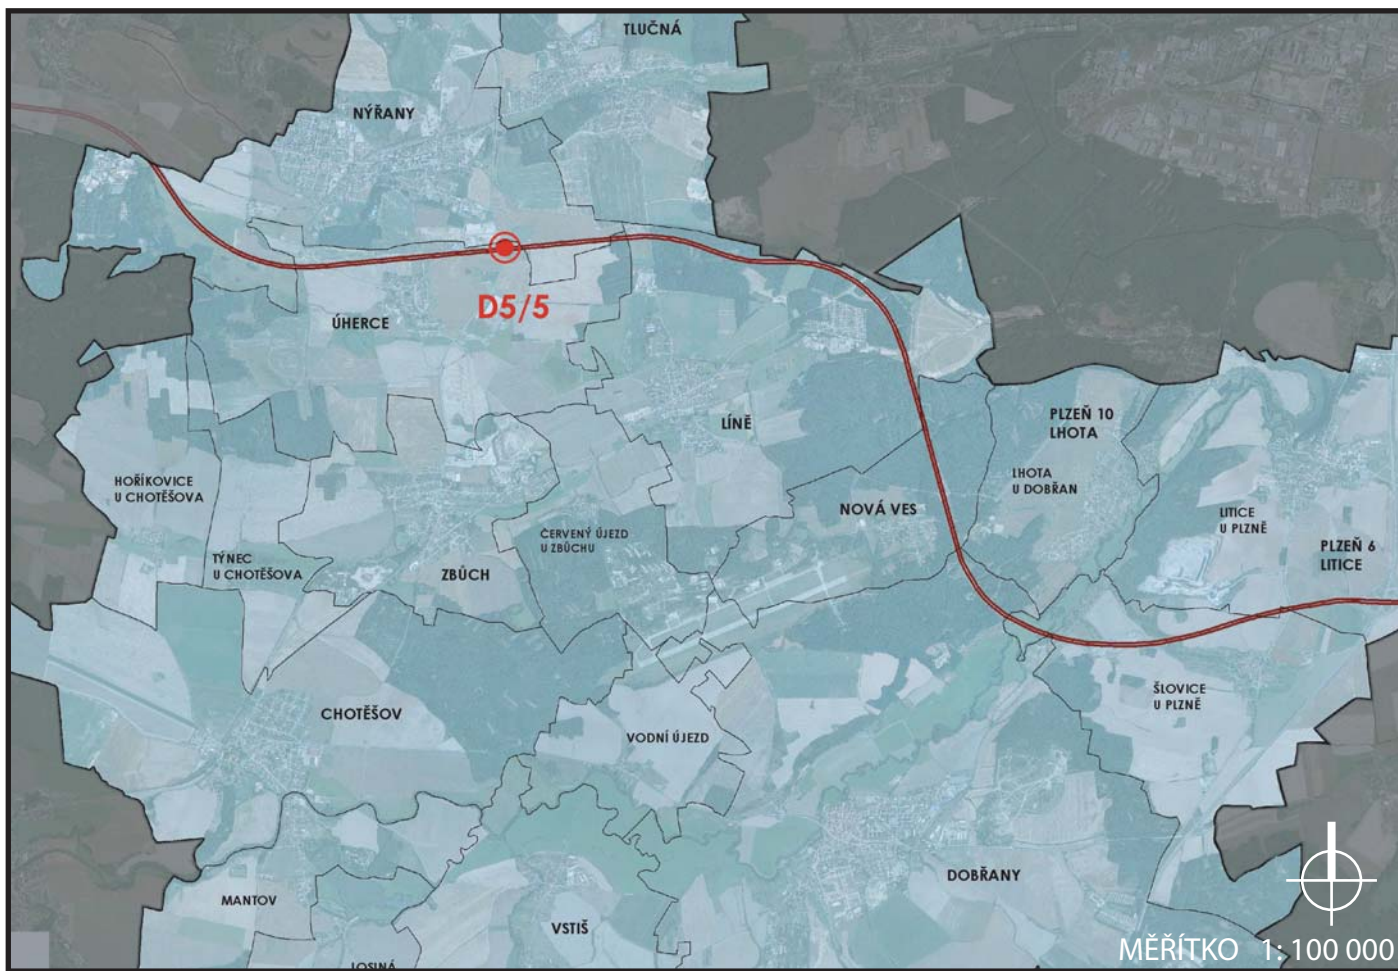 TLUČNÁ
NÝŘANY
D5/5
ÚHERCE
LÍNĚ
PLZEŇ 10
LHOTA
LHOTA
U DOBŘAN
HOŘÍKOVICE
U CHOTĚŠOVA
NOVÁ VES
LITICE
U PLZNĚ
ČERVENÝ ÚJEZD
U ZBŮCHU
PLZEŇ 6
LITICE
TÝNEC
U CHOTĚŠOVA
ZBŮCH
ŠLOVICE
U PLZNĚ
CHOTĚŠOV
VODNÍ ÚJEZD
DOBŘANY
MANTOV
VSTIŠ
LOSINÁ
MĚŘÍTKO 1: 100 000